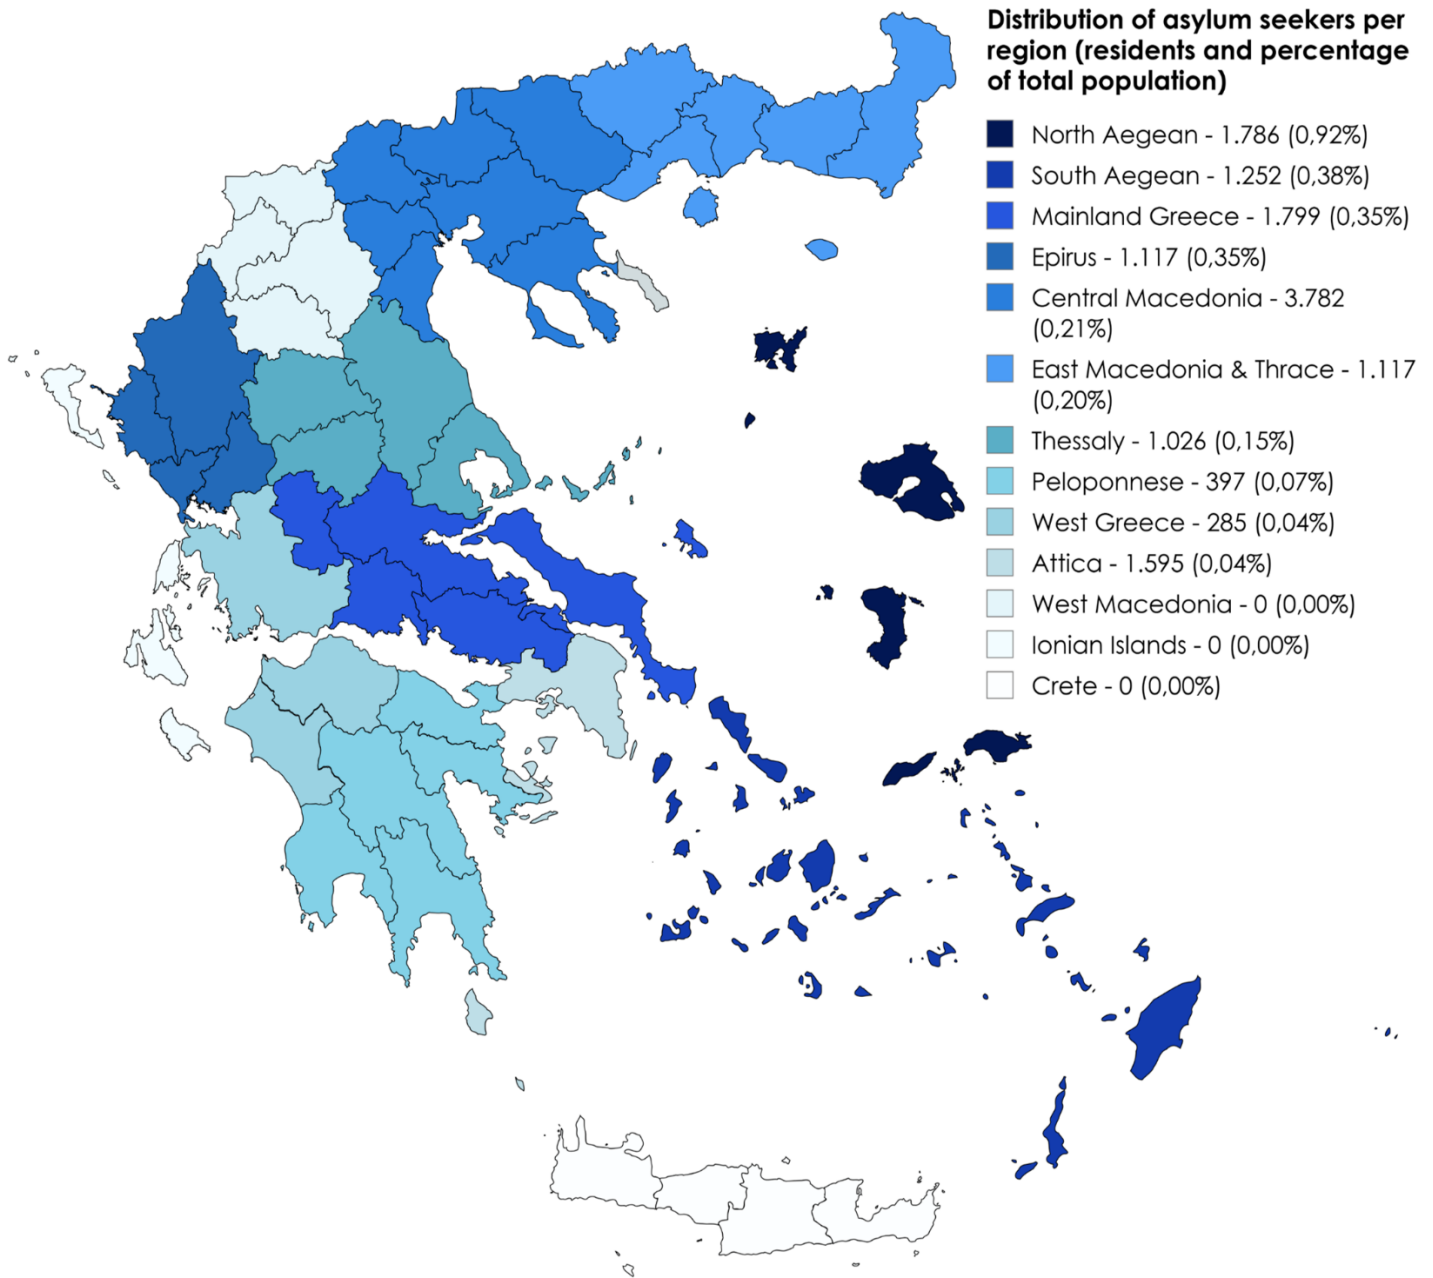 Distribution of asylum seekers per
region (residents and percentage
of total population)
North Aegean - 1.786 (0,92%)
South Aegean - 1.252 (0,38%)
Mainland Greece - 1.799 (0,35%)
Epirus - 1.117 (0,35%)
Central Macedonia - 3.782
(0,21%)
East Macedonia & Thrace - 1.117
(0,20%)
Thessaly - 1.026 (0,15%)
Peloponnese - 397 (0,07%)
West Greece - 285 (0,04%)
Attica - 1.595 (0,04%)
West Macedonia - 0 (0,00%)
Ionian Islands - 0 (0,00%)
Crete - 0 (0,00%)